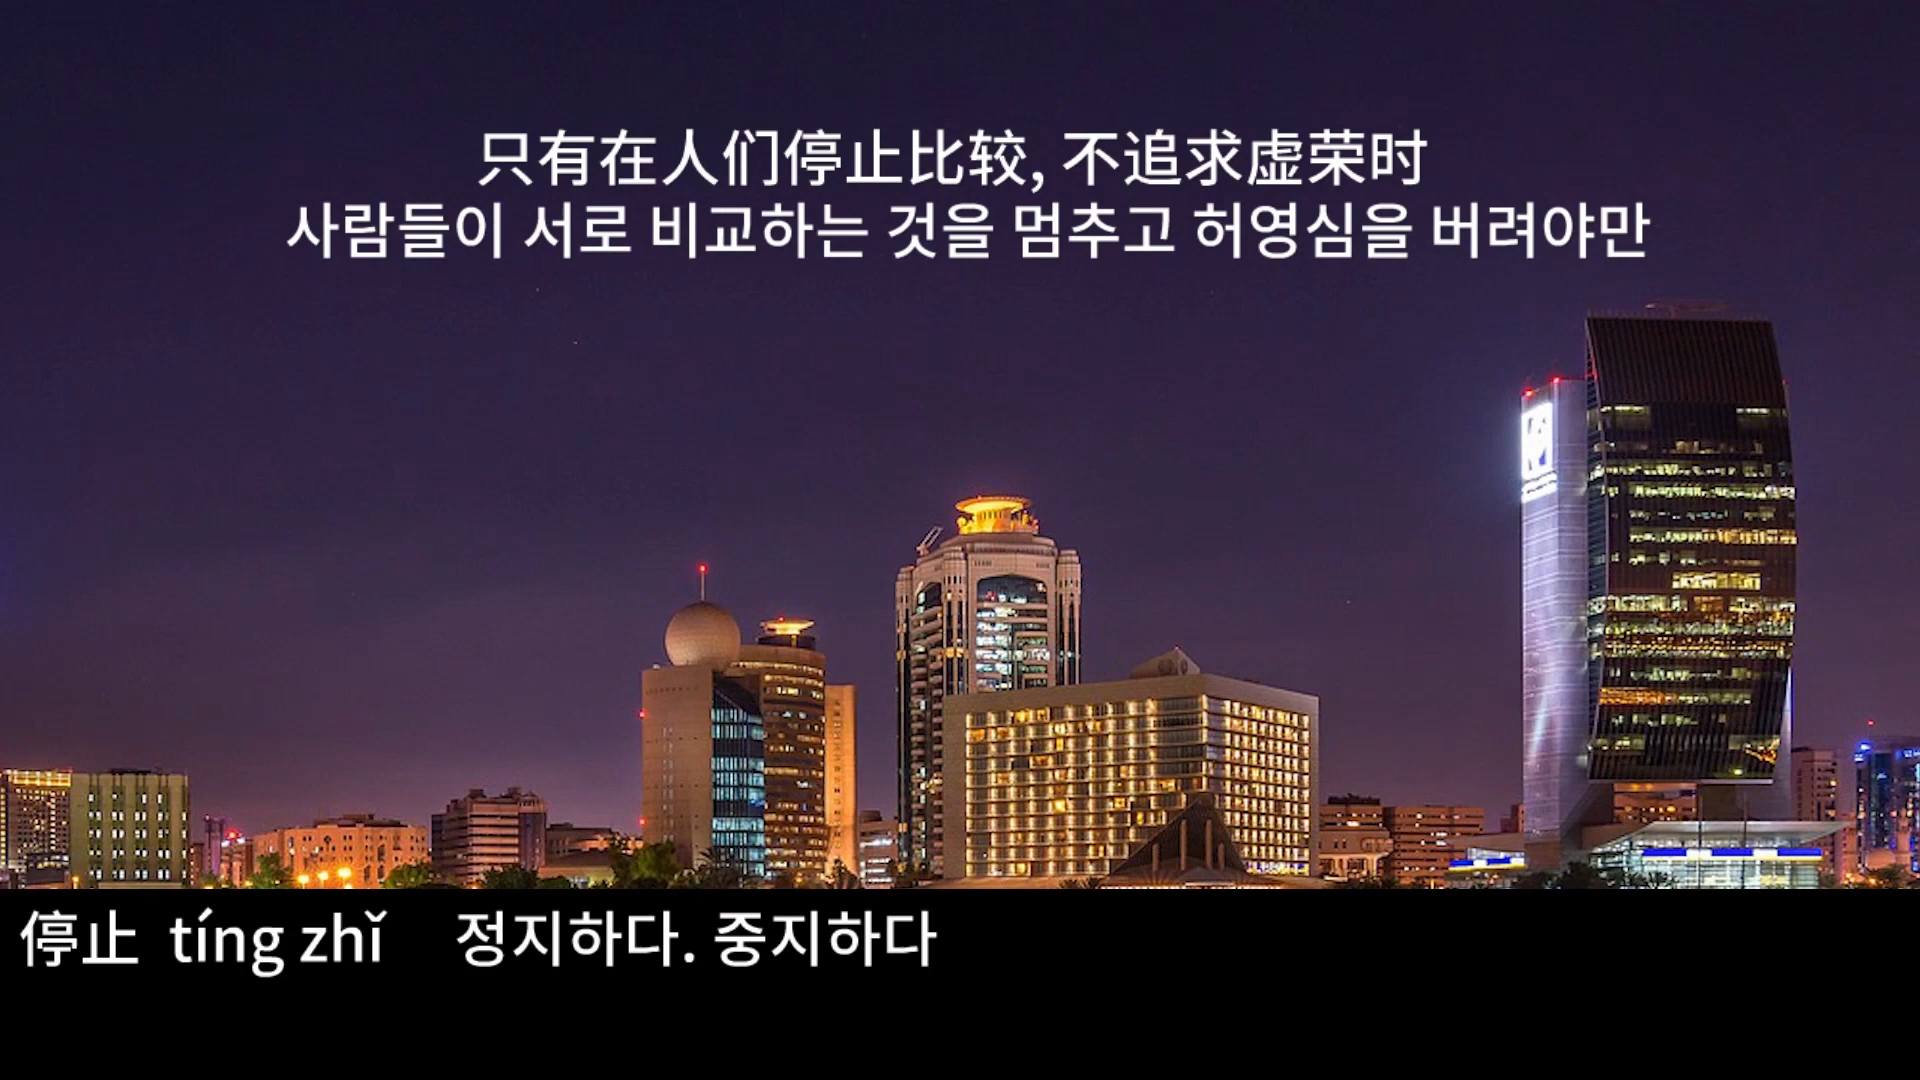 只有在人们停止比较, 不追求虚荣时
사람들이 서로 비교하는 것을 멈추고 허영심을 버려야만
停止 tíng zhǐ 정지하다. 중지하다